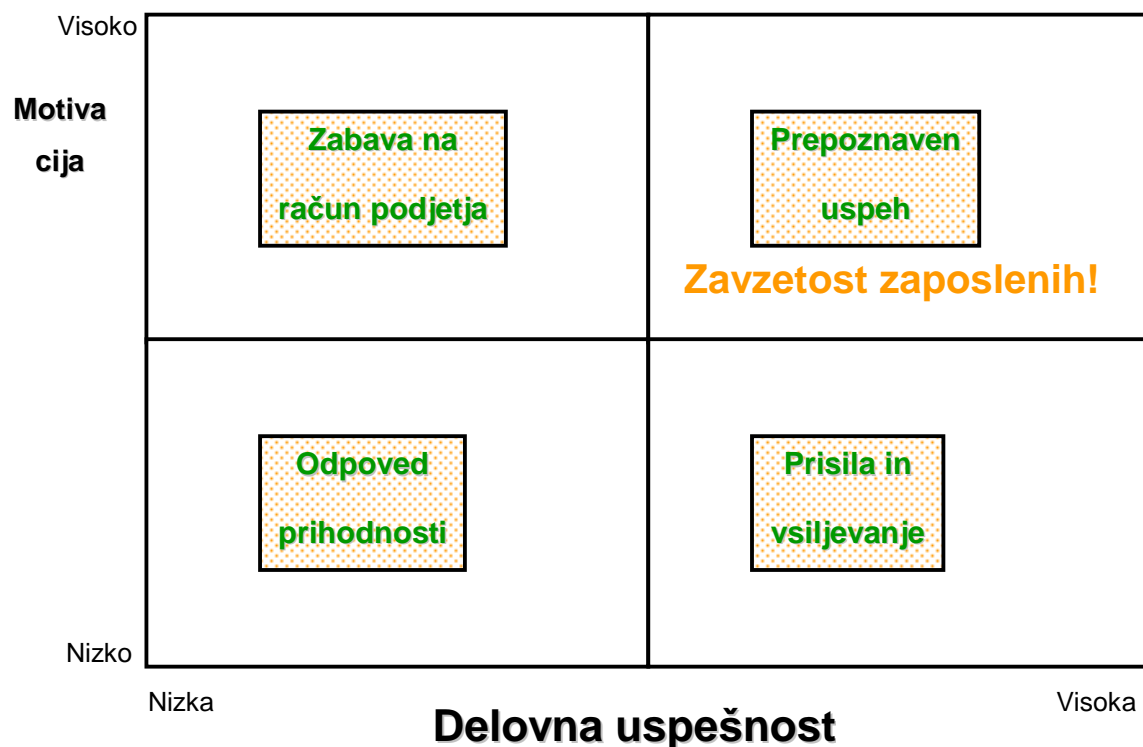 Visoko
Motiva
cija
Zabava na
račun podjetja
Prepoznaven
uspeh
Zavzetost zaposlenih!
Odpoved
prihodnosti
Prisila in
vsiljevanje
Nizko
Nizka
Visoka
Delovna uspešnost